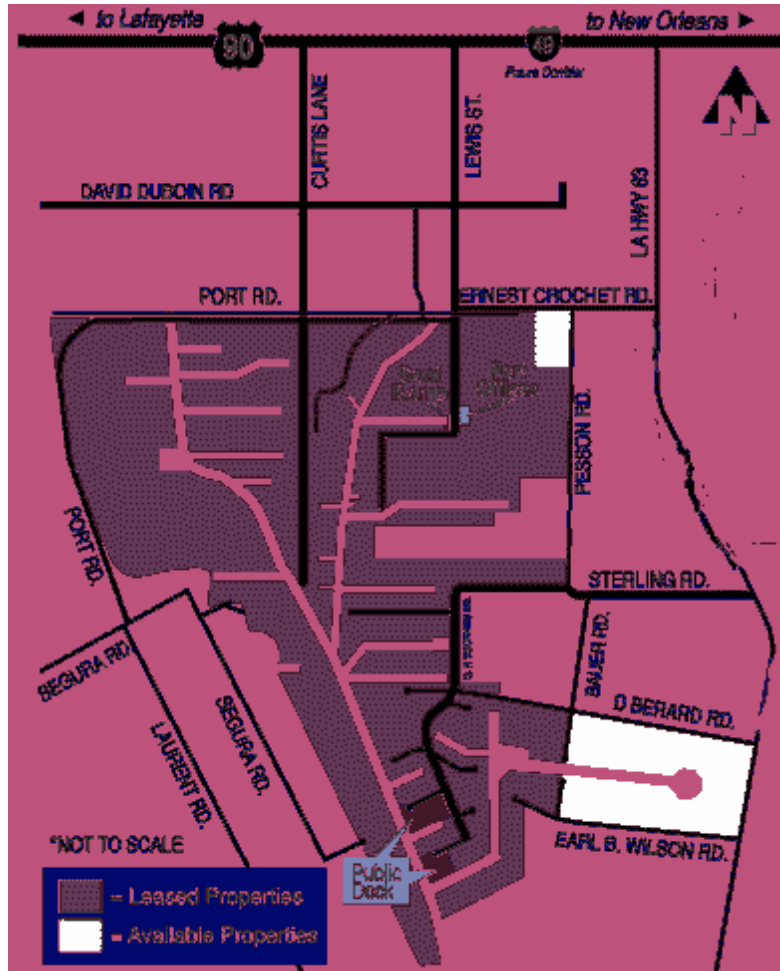 ◄ to Lafayette
to New Orleans ►
90
49
Future Corridor
N
CURTIS LANE
LEWIS ST.
LA HWY 83
DAVID DUBOIN RD
PORT RD.
ERNEST CROCHET RD.
PESSON RD.
PORT RD.
STERLING RD.
SEGURA RD.
SEGURA RD.
BAUER RD.
D BERARD RD.
LAURENT RD.
EARL B. WILSON RD.
*NOT TO SCALE
Public
Dock
= Leased Properties
= Available Properties